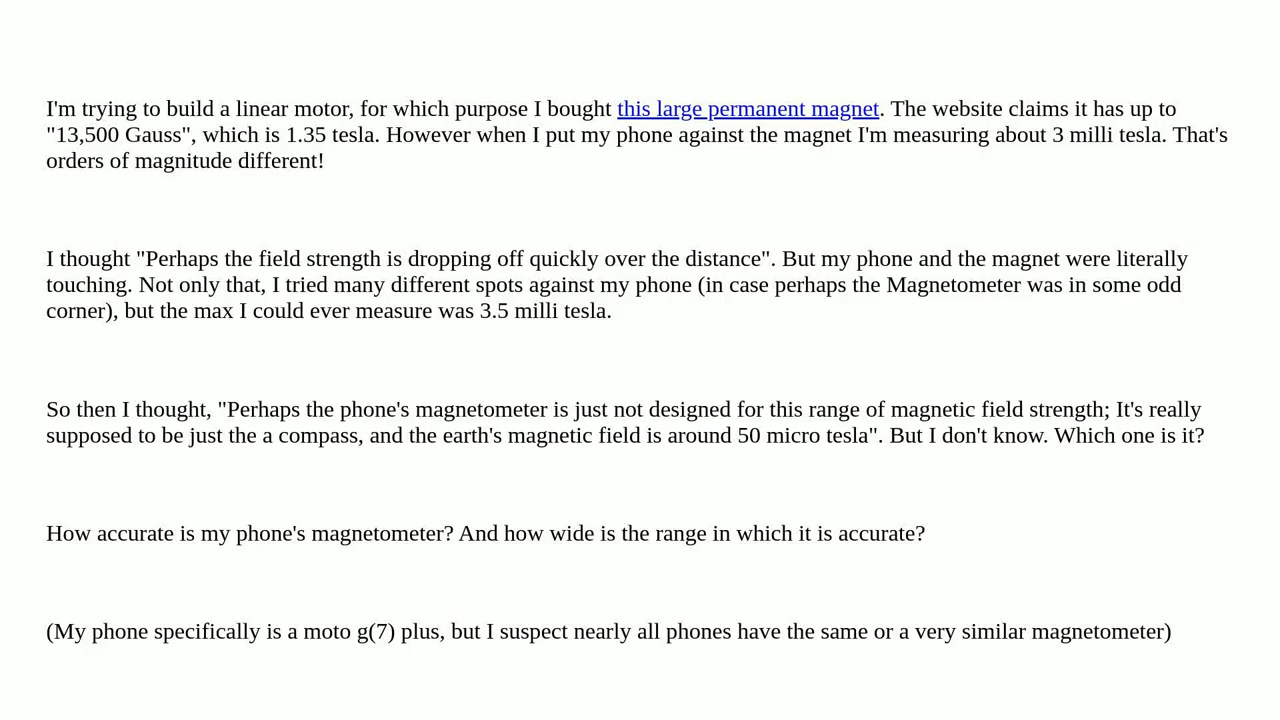 I'm trying to build a linear motor, for which purpose I bought this large permanent magnet. The website claims it has up to
"13,500 Gauss", which is 1.35 tesla. However when I put my phone against the magnet I'm measuring about 3 milli tesla. That's
orders of magnitude different!
I thought "Perhaps the field strength is dropping off quickly over the distance". But my phone and the magnet were literally
touching. Not only that, I tried many different spots against my phone (in case perhaps the Magnetometer was in some odd
corner), but the max I could ever measure was 3.5 milli tesla.
So then I thought, "Perhaps the phone's magnetometer is just not designed for this range of magnetic field strength; It's really
supposed to be just the a compass, and the earth's magnetic field is around 50 micro tesla". But I don't know. Which one is it?
How accurate is my phone's magnetometer? And how wide is the range in which it is accurate?
(My phone specifically is a moto g(7) plus, but I suspect nearly all phones have the same or a very similar magnetometer)